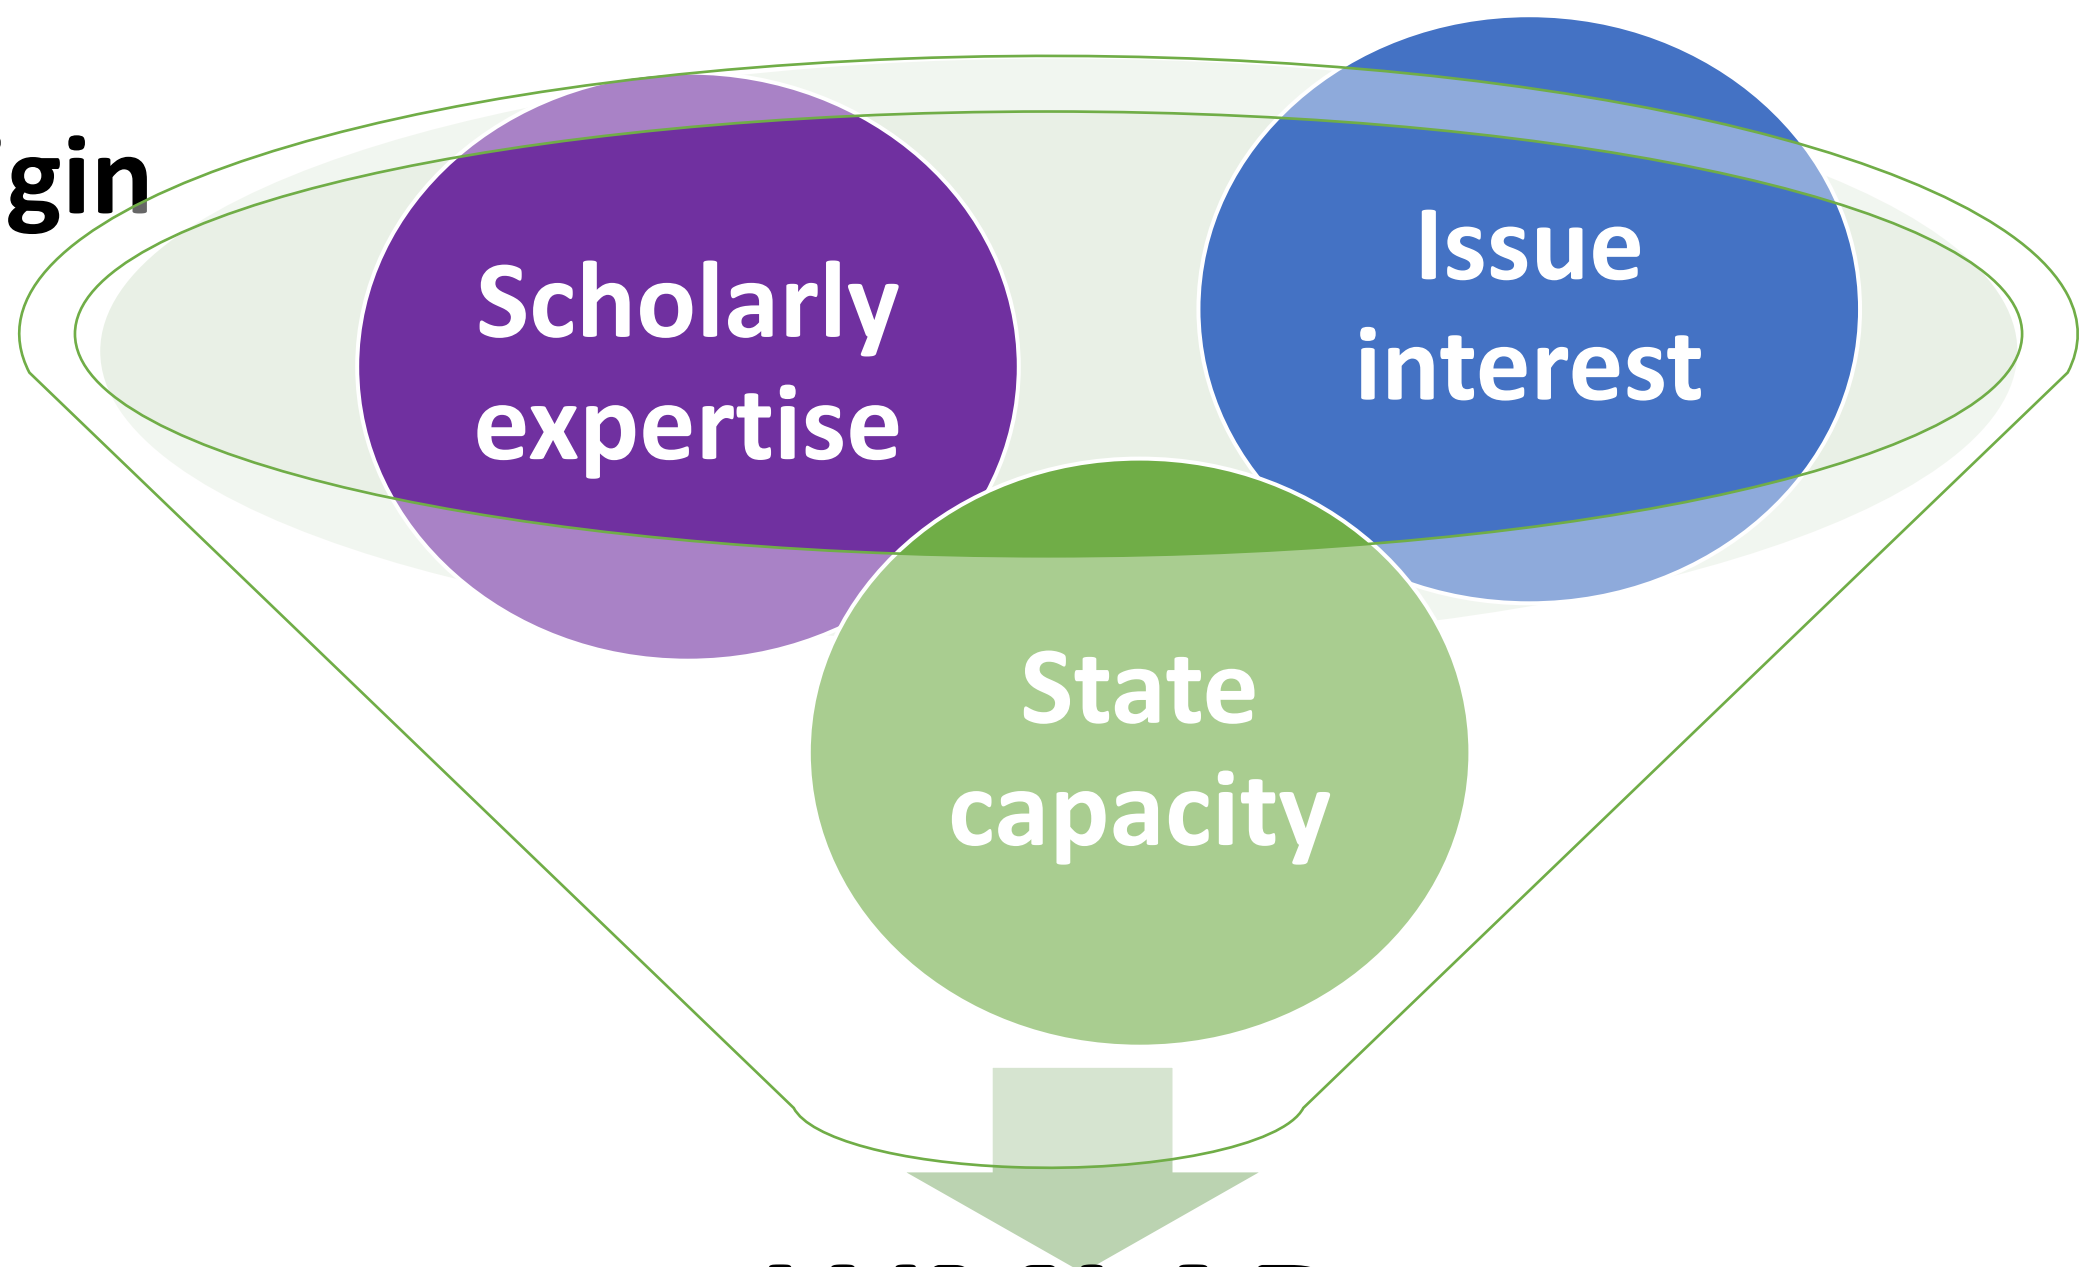 gin
Scholarly
expertise
Issue
interest
State
capacity